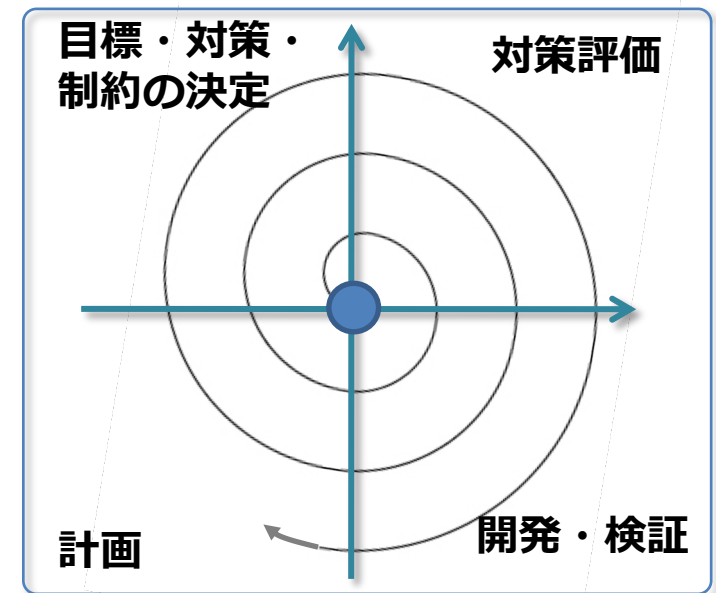 目標・対策・
制約の決定
対策評価
計画
開発・検証